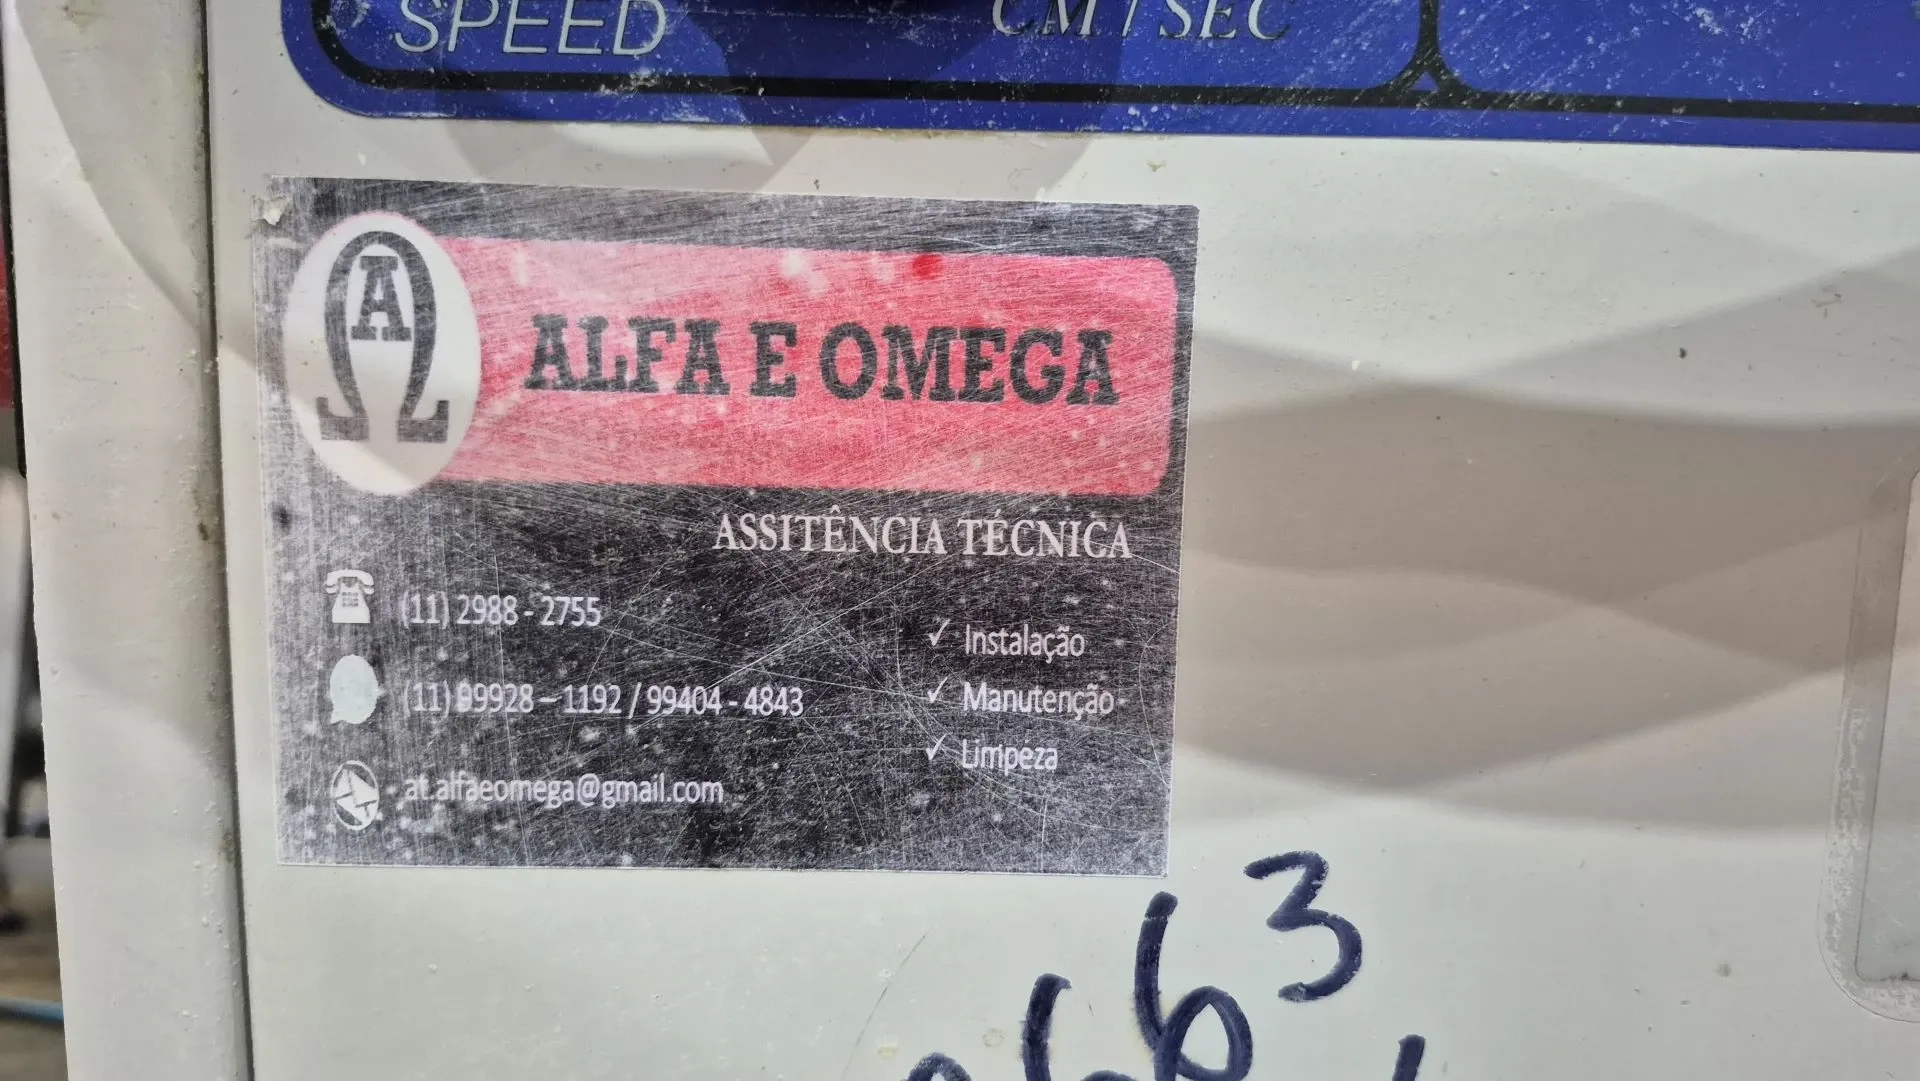 SPEED CM / SEC
A
Ω
ALFA E OMEGA
ASSITÊNCIA TÉCNICA
(11) 2988 - 2755
(11) 99928 – 1192 / 99404 - 4843
at.alfaeomega@gmail.com
✓ Instalação
✓ Manutenção
✓ Limpeza
663